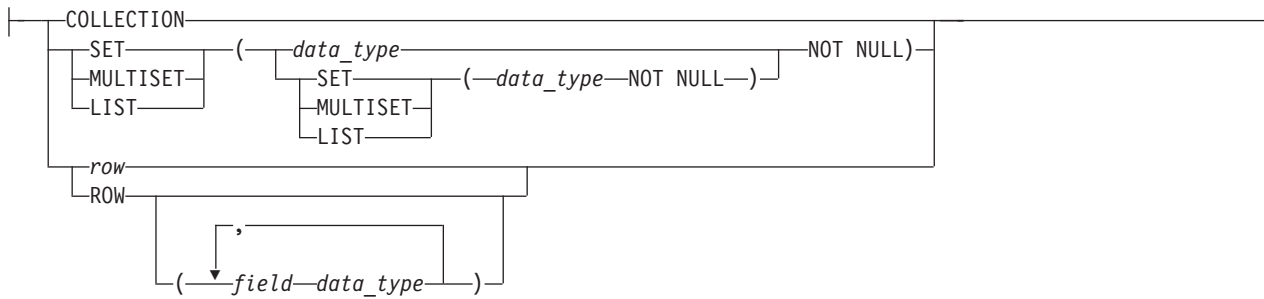 COLLECTION
SET ( data_type NOT NULL)
MULTISET SET ( data_type NOT NULL )
LIST MULTISET
LIST
row
ROW
,
( field data_type )